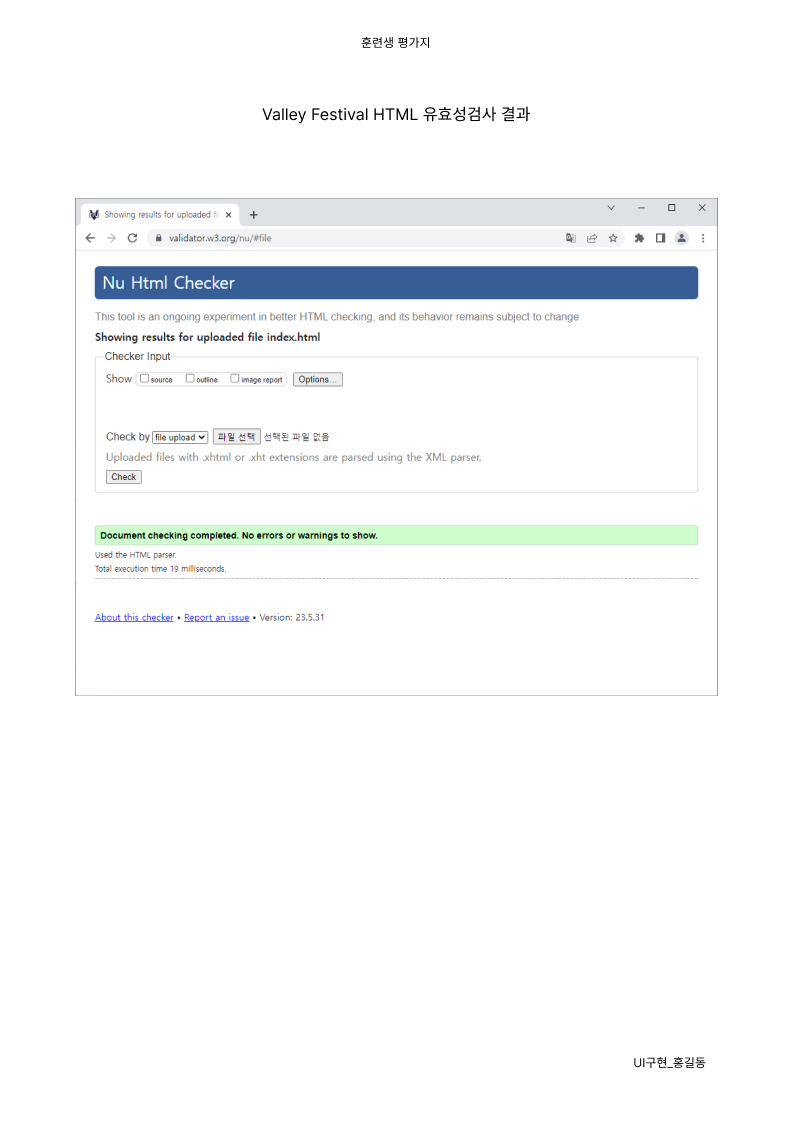 훈련생 평가지
Valley Festival HTML 유효성검사 결과
Showing results for uploaded fil
validator.w3.org/nu/#file
Nu Html Checker
This tool is an ongoing experiment in better HTML checking, and its behavior remains subject to change
Showing results for uploaded file index.html
Checker Input
Show source outline image report Options...
Check by file upload 파일 선택 선택된 파일 없음
Uploaded files with .xhtml or .xht extensions are parsed using the XML parser.
Check
Document checking completed. No errors or warnings to show.
Used the HTML parser.
Total execution time 19 milliseconds.
About this checker • Report an issue • Version: 23.5.31
UI구현_홍길동